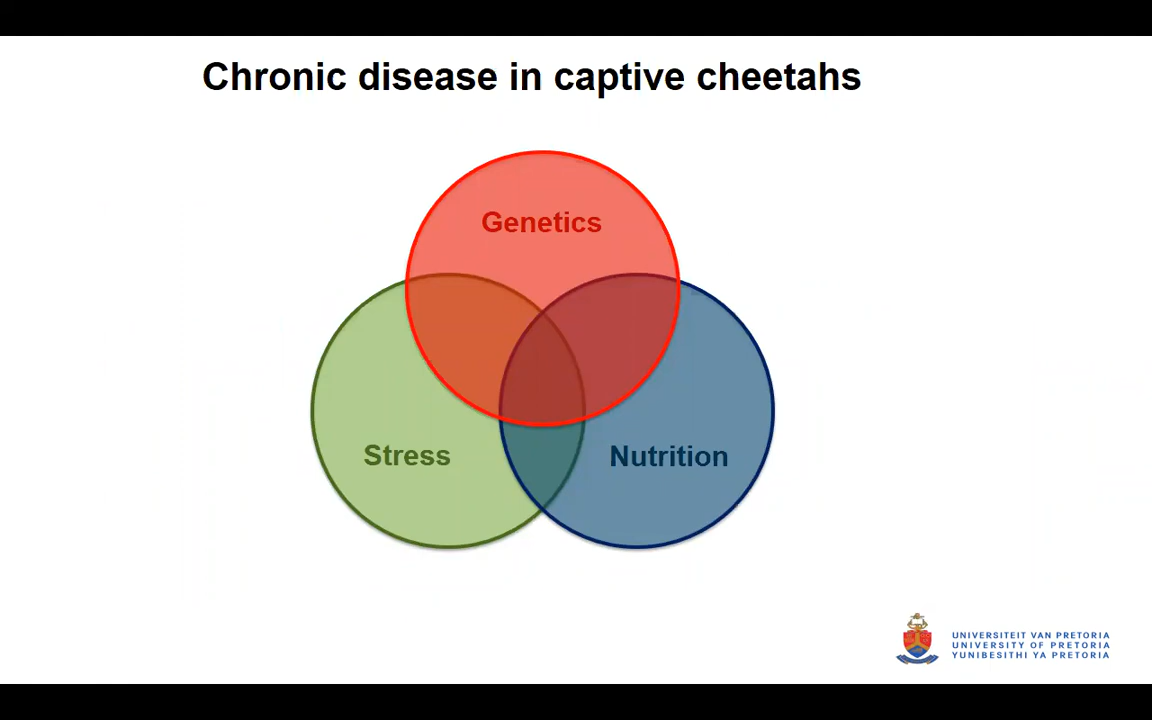 Chronic disease in captive cheetahs
Genetics
Stress
Nutrition
UNIVERSITEIT VAN PRETORIA
UNIVERSITY OF PRETORIA
YUNIBESITHI YA PRETORIA